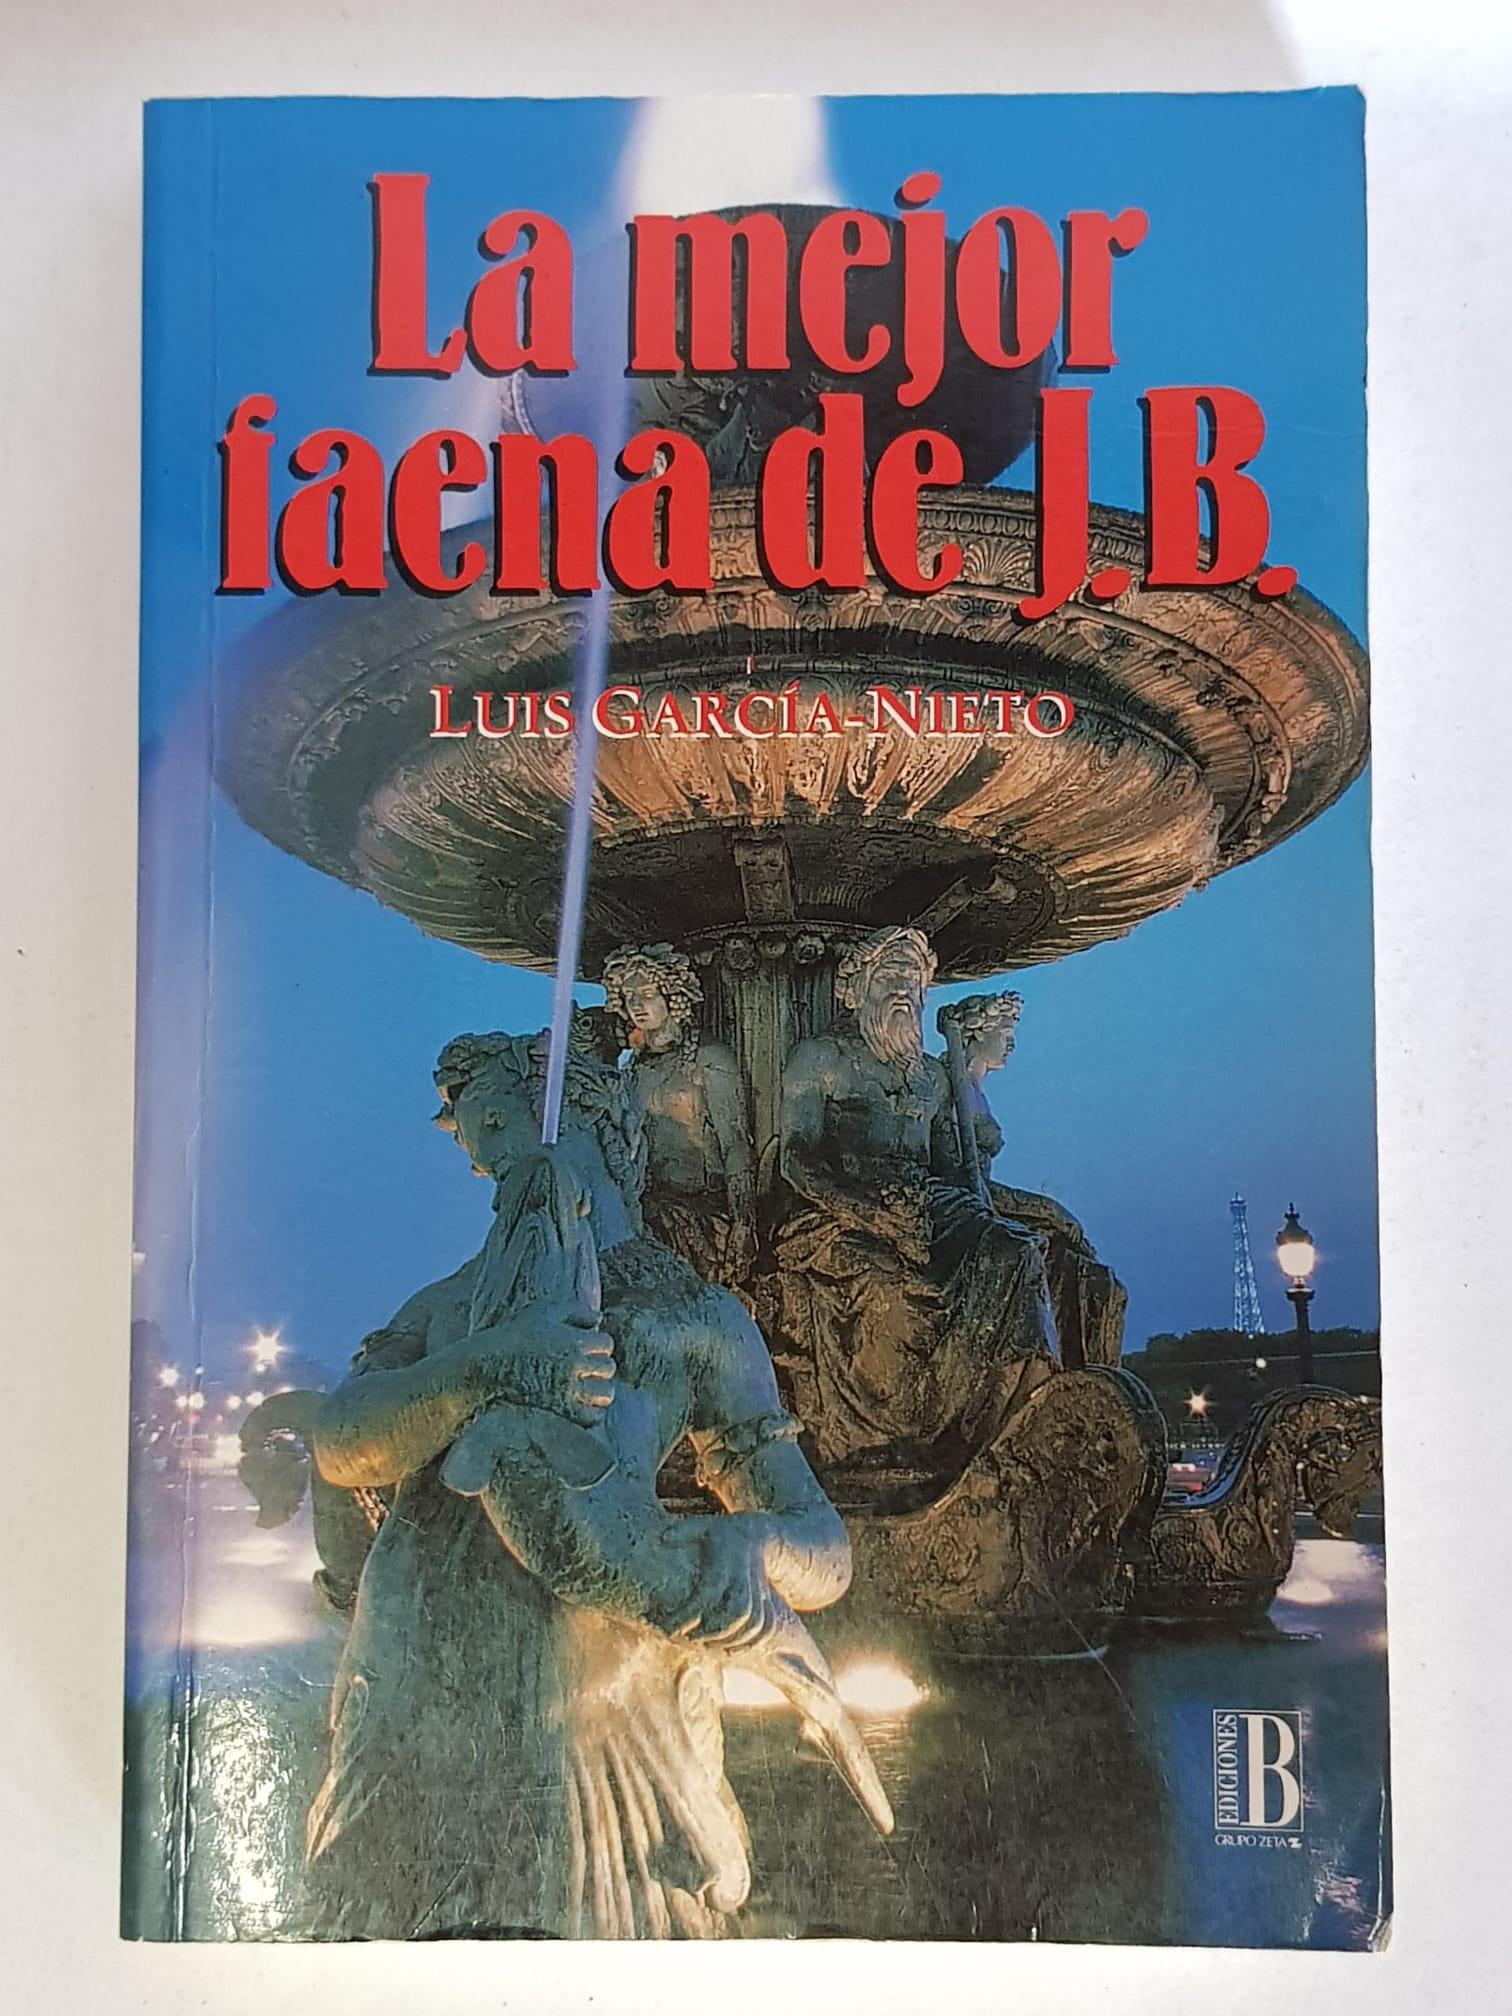 La mejor
faena de J.B.
LUIS GARCÍA-NIETO
EDICIONES
B
GRUPO ZETA